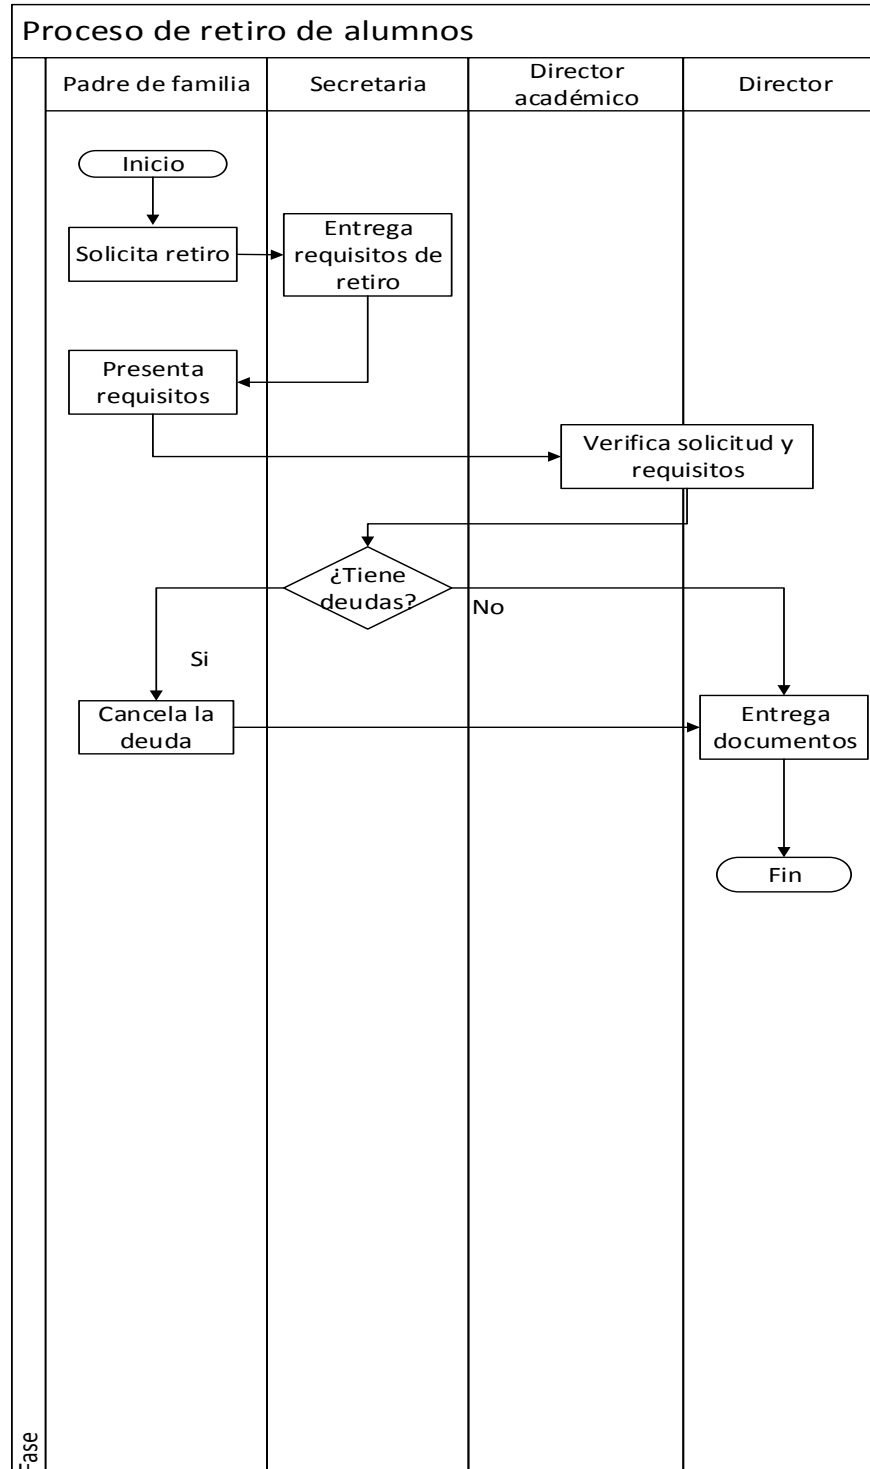 Proceso de retiro de alumnos
Padre de familia
Secretaria
Director
académico
Director
Inicio
Solicita retiro
Entrega
requisitos de
retiro
Presenta
requisitos
Verifica solicitud y
requisitos
¿Tiene
deudas?
No
Si
Cancela la
deuda
Entrega
documentos
Fin
Fase